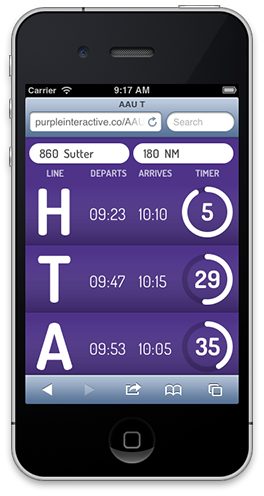 Carrier 9:17 AM
AAU T
purpleinteractive.co/AAU Search
860 Sutter 180 NM
LINE DEPARTS ARRIVES TIMER
H 09:23 10:10 5
T 09:47 10:15 29
A 09:53 10:05 35